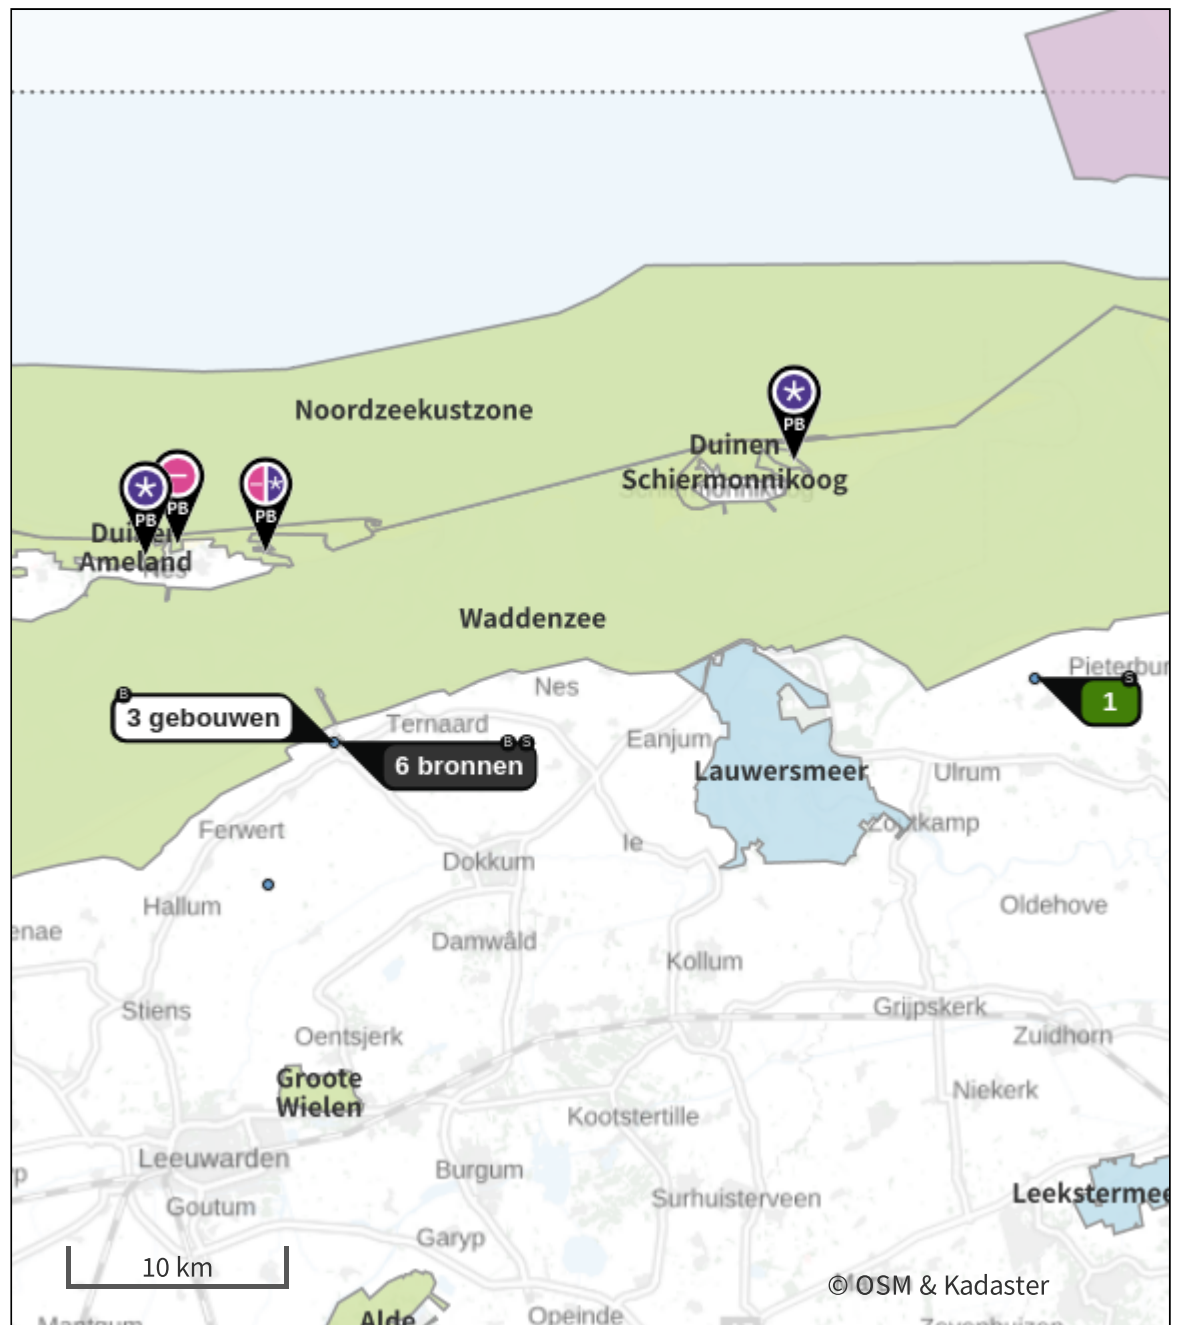 Noordzeekustzone
PB
Duinen
Schiermonnikoog
PB
PB
PB
Ameland
Nes
Waddenzee
Nes
B
S
3 gebouwen
1
Ternaard
Eanjum
B S
6 bronnen
Lauwersmeer
Ulrum
Ferwert
Ie
Dokkum
Hallum
Oldehove
Damwâld
Kollum
Stiens
Grijpskerk
Oentsjerk
Zuidhorn
Groote
Wielen
Niekerk
Kootstertille
Leeuwarden
Burgum
Leekstermee
Surhuisterveen
Goutum
Garyp
10 km
© OSM & Kadaster
Alde
Opeinde